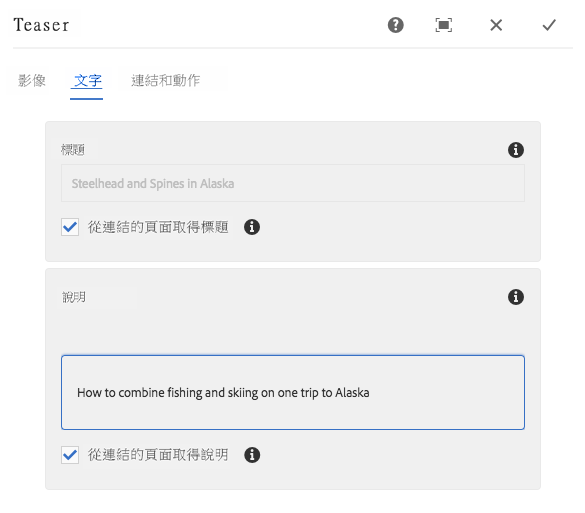 Teaser
影像 文字 連結和動作
標題
Steelhead and Spines in Alaska
從連結的頁面取得標題
說明
How to combine fishing and skiing on one trip to Alaska
從連結的頁面取得說明